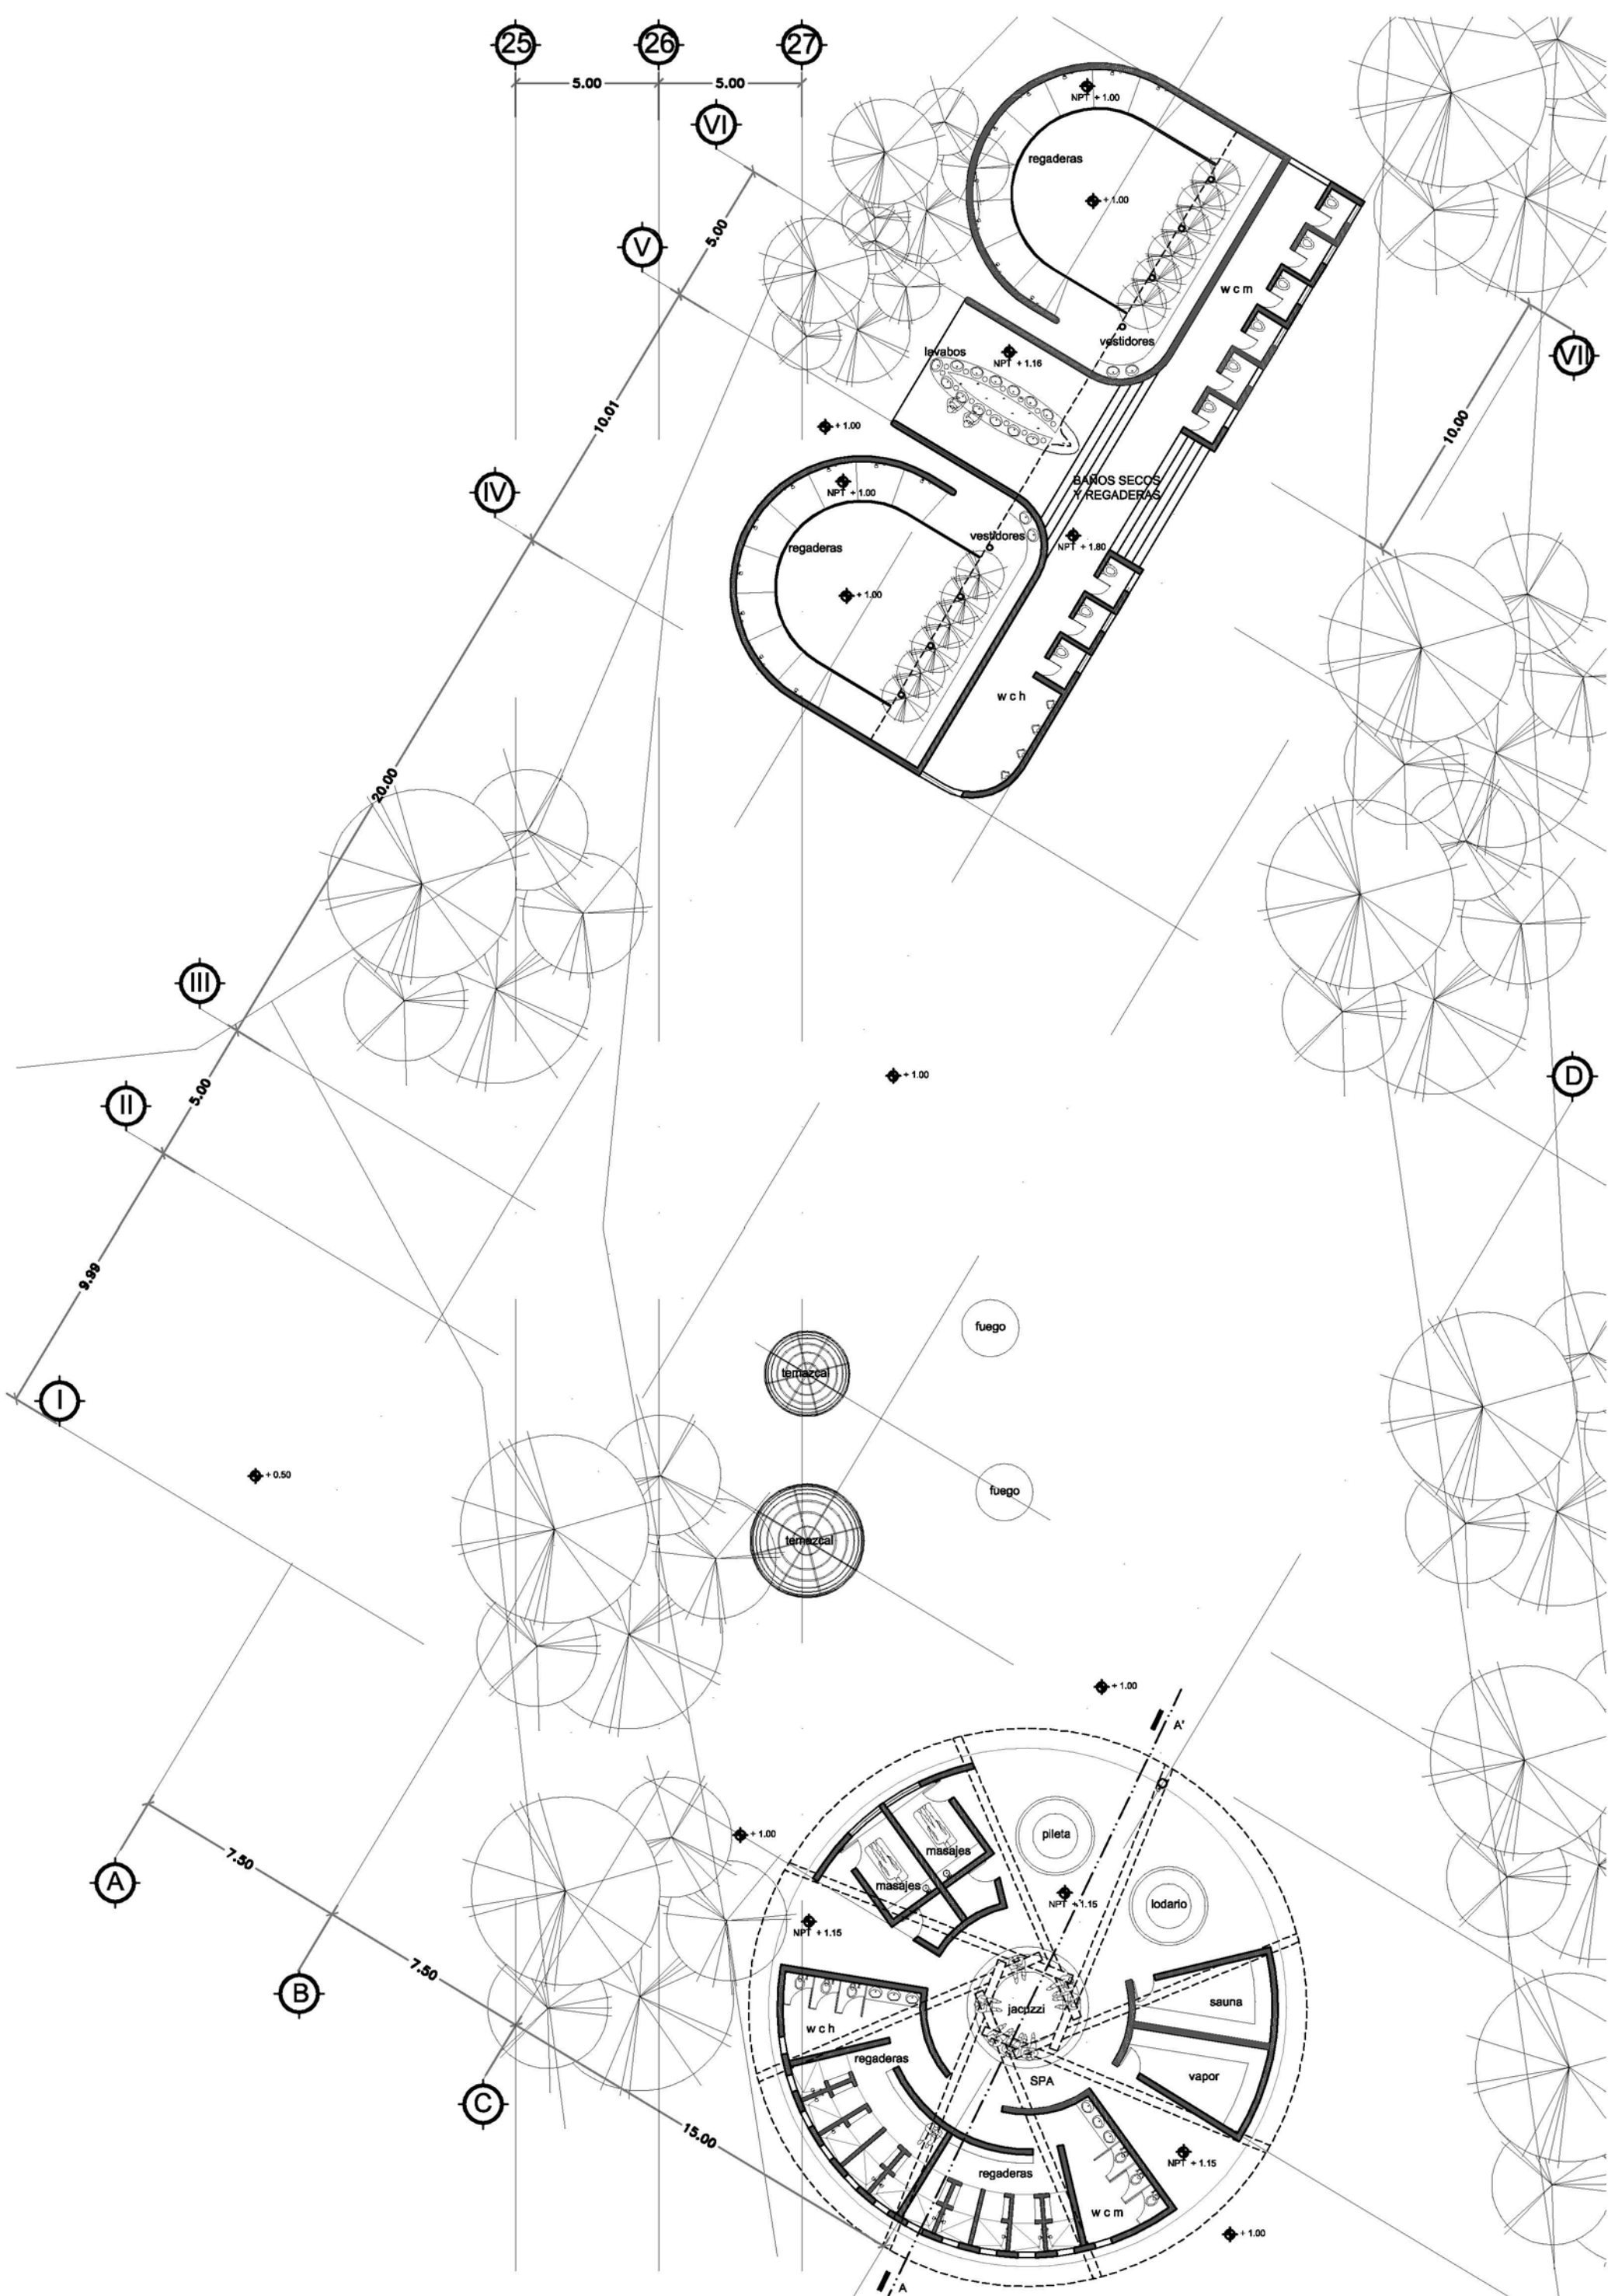 25
26
27
5.00
5.00
VI
NPT + 1.00
regaderas
+ 1.00
5.00
V
w c m
vestidores
lavabos
NPT + 1.16
VII
10.01
+ 1.00
10.00
IV
NPT + 1.00
BAÑOS SECOS
Y REGADERAS
vestidores
NPT + 1.80
regaderas
+ 1.00
w c h
20.00
III
+ 1.00
D
II
5.00
9.99
fuego
temazcal
I
+ 0.50
fuego
temazcal
+ 1.00
A'
+ 1.00
pileta
masajes
masajes
7.50
A
NPT + 1.15
lodario
NPT + 1.15
7.50
B
jacuzzi
sauna
w c h
regaderas
SPA
vapor
C
15.00
NPT + 1.15
regaderas
w c m
+ 1.00
A